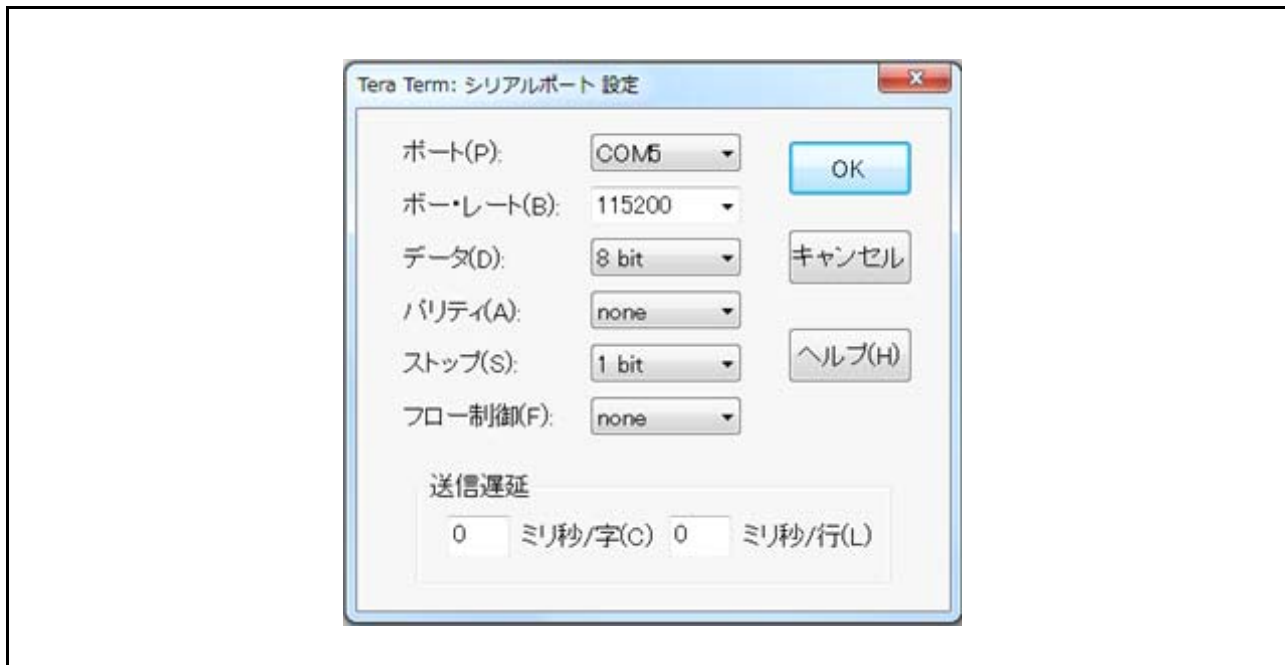 Tera Term: シリアルポート 設定
ポート(P): COM5
OK
ボー・レート(B): 115200
データ(D): 8 bit
キャンセル
パリティ(A): none
ストップ(S): 1 bit
ヘルプ(H)
フロー制御(F): none
送信遅延
0 ミリ秒/字(C) 0 ミリ秒/行(L)